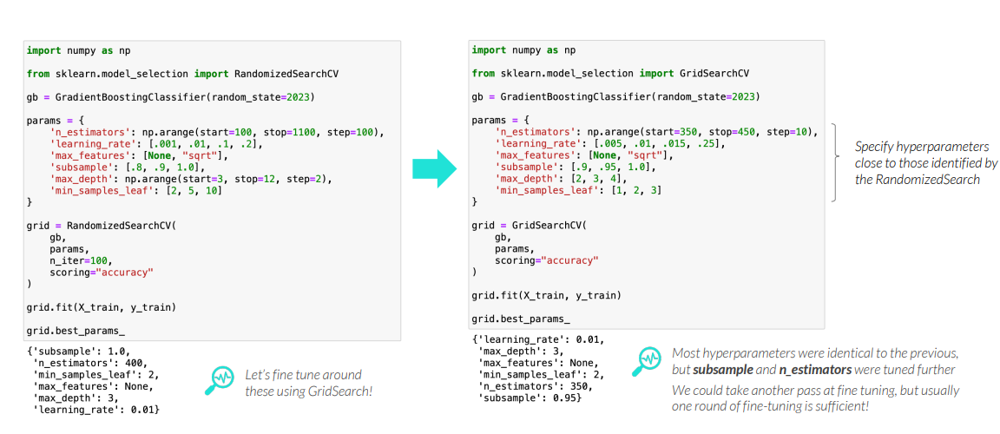 import numpy as np
from sklearn.model_selection import RandomizedSearchCV
gb = GradientBoostingClassifier(random_state=2023)
params = {
    'n_estimators': np.arange(start=100, stop=1100, step=100),
    'learning_rate': [.001, .01, .1, .2],
    'max_features': [None, "sqrt"],
    'subsample': [.8, .9, 1.0],
    'max_depth': np.arange(start=3, stop=12, step=2),
    'min_samples_leaf': [2, 5, 10]
}
grid = RandomizedSearchCV(
    gb,
    params,
    n_iter=100,
    scoring="accuracy"
)
grid.fit(X_train, y_train)
grid.best_params_
{'subsample': 1.0,
 'n_estimators': 400,
 'min_samples_leaf': 2,
 'max_features': None,
 'max_depth': 3,
 'learning_rate': 0.01}
Let's fine tune around
these using GridSearch!
import numpy as np
from sklearn.model_selection import GridSearchCV
gb = GradientBoostingClassifier(random_state=2023)
params = {
    'n_estimators': np.arange(start=350, stop=450, step=10),
    'learning_rate': [.005, .01, .015, .25],
    'max_features': [None, "sqrt"],
    'subsample': [.9, .95, 1.0],
    'max_depth': [2, 3, 4],
    'min_samples_leaf': [1, 2, 3]
}
grid = GridSearchCV(
    gb,
    params,
    scoring="accuracy"
)
grid.fit(X_train, y_train)
grid.best_params_
{'learning_rate': 0.01,
 'max_depth': 3,
 'max_features': None,
 'min_samples_leaf': 2,
 'n_estimators': 350,
 'subsample': 0.95}
Specify hyperparameters
close to those identified by
the RandomizedSearch
Most hyperparameters were identical to the previous,
but subsample and n_estimators were tuned further
We could take another pass at fine tuning, but usually
one round of fine-tuning is sufficient!